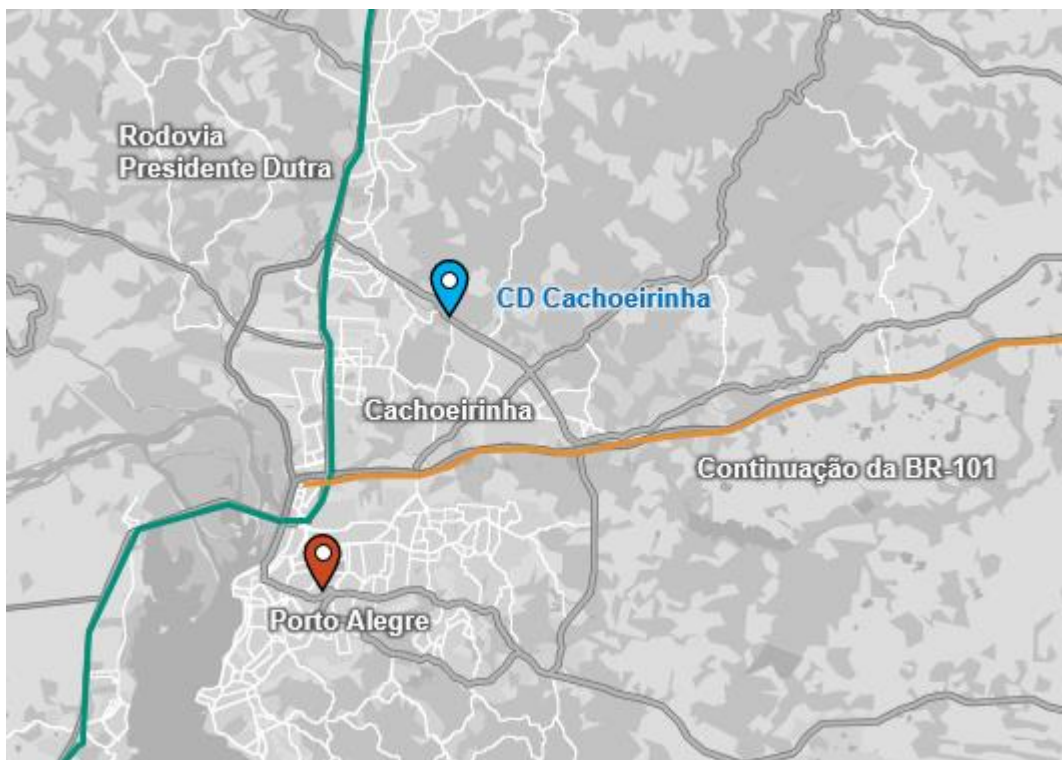 Rodovia
Presidente Dutra
CD Cachoeirinha
Cachoeirinha
Continuação da BR-101
Porto Alegre